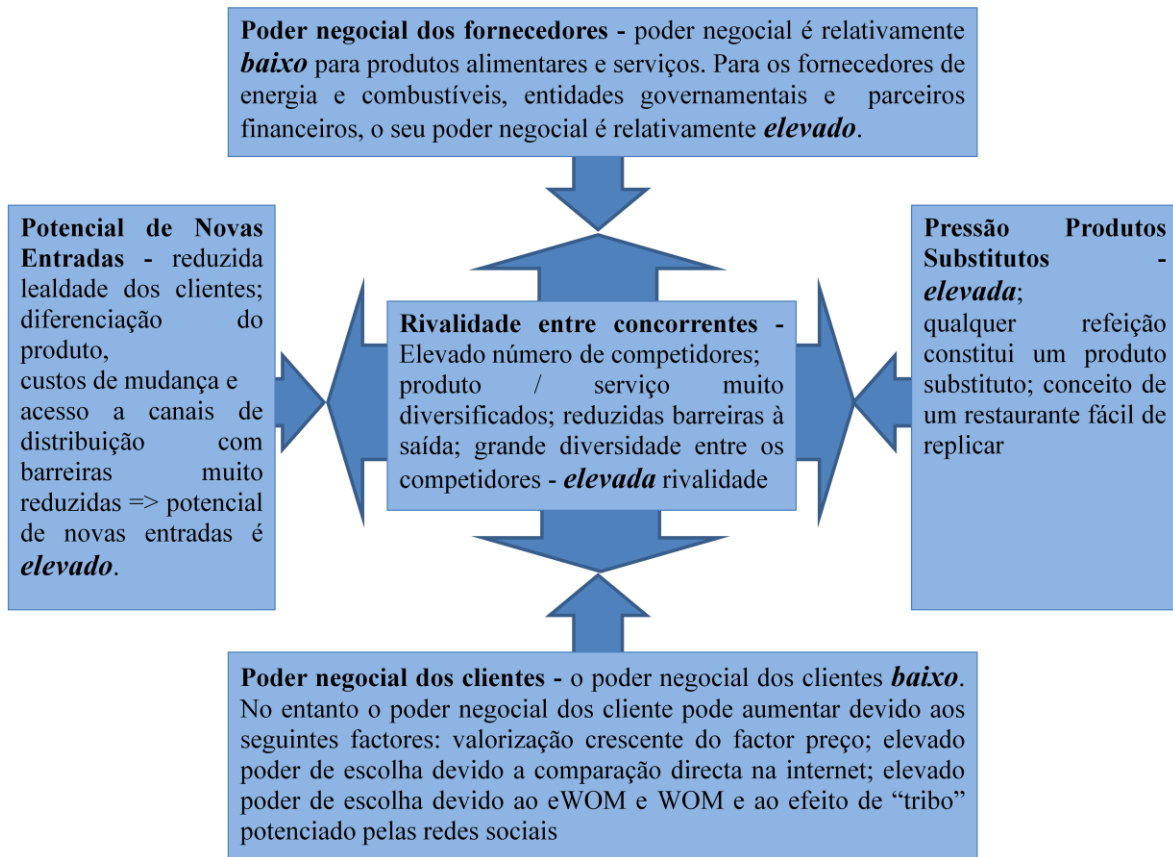 Poder negocial dos fornecedores - poder negocial é relativamente
baixo para produtos alimentares e serviços. Para os fornecedores de
energia e combustíveis, entidades governamentais e parceiros
financeiros, o seu poder negocial é relativamente elevado.
Potencial de Novas
Entradas - reduzida
lealdade dos clientes;
diferenciação do
produto,
custos de mudança e
acesso a canais de
distribuição com
barreiras muito
reduzidas => potencial
de novas entradas é
elevado.
Rivalidade entre concorrentes -
Elevado número de competidores;
produto / serviço muito
diversificados; reduzidas barreiras à
saída; grande diversidade entre os
competidores - elevada rivalidade
Pressão Produtos
Substitutos -
elevada;
qualquer refeição
constitui um produto
substituto; conceito de
um restaurante fácil de
replicar
Poder negocial dos clientes - o poder negocial dos clientes baixo.
No entanto o poder negocial dos cliente pode aumentar devido aos
seguintes factores: valorização crescente do factor preço; elevado
poder de escolha devido a comparação directa na internet; elevado
poder de escolha devido ao eWOM e WOM e ao efeito de “tribo”
potenciado pelas redes sociais